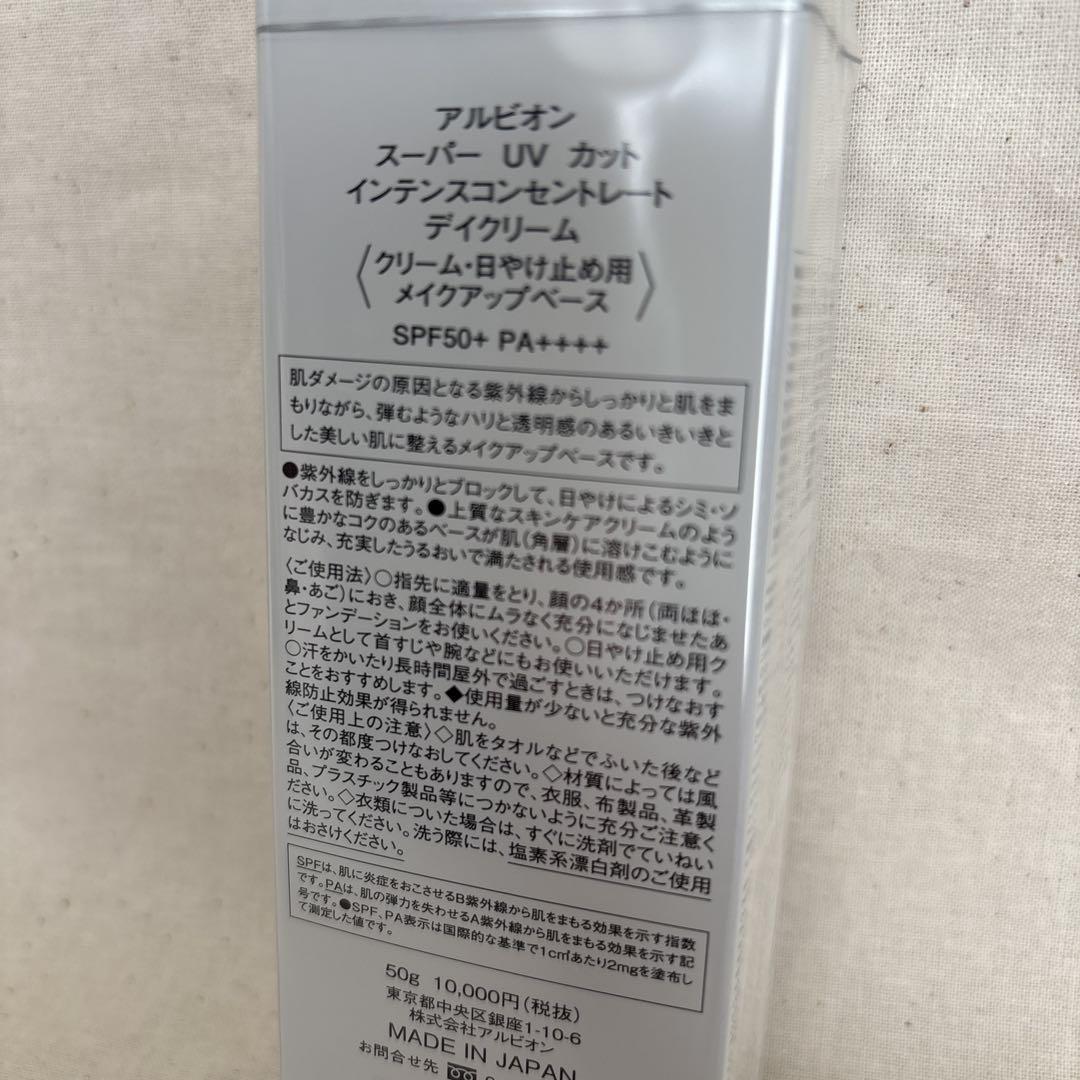 アルビオン
スーパー UV カット
インテンスコンセントレート
デイクリーム
〈クリーム・日やけ止め用
メイクアップベース〉
SPF50+ PA++++
肌ダメージの原因となる紫外線からしっかりと肌をま
もりながら、弾むようなハリと透明感のあるいきいきと
した美しい肌に整えるメイクアップベースです。
●紫外線をしっかりとブロックして、日やけによるシミ・ソ
バカスを防ぎます。●上質なスキンケアクリームのよう
に豊かなコクのあるベースが肌(角層)に溶けこむように
なじみ、充実したうるおいで満たされる使用感です。
〈ご使用法〉○指先に適量をとり、顔の4か所(両ほほ・
鼻・あご)におき、顔全体にムラなく充分になじませたあ
とファンデーションをお使いください。○日やけ止め用ク
リームとして首すじや腕などにもお使いいただけます。
○汗をかいたり長時間屋外で過ごすときは、つけなおす
ことをおすすめします。◆使用量が少ないと充分な紫外
線防止効果が得られません。
〈ご使用上の注意〉◇肌をタオルなどでふいた後など
は、その都度つけなおしてください。◇材質によっては風
合いが変わることもありますので、衣服、布製品、革製
品、プラスチック製品等につかないように充分ご注意く
ださい。◇衣類についた場合は、すぐに洗剤でていねい
に洗ってください。洗う際には、塩素系漂白剤のご使用
はおさけください。
SPFは、肌に炎症をおこさせるB紫外線から肌をまもる効果を示す指数
です。PAは、肌の弾力を失わせるA紫外線から肌をまもる効果を示す記
号です。●SPF、PA表示は国際的な基準で1c㎡あたり2mgを塗布し
て測定した値です。
50g 10,000円(税抜)
東京都中央区銀座1-10-6
株式会社アルビオン
MADE IN JAPAN
お問合せ先